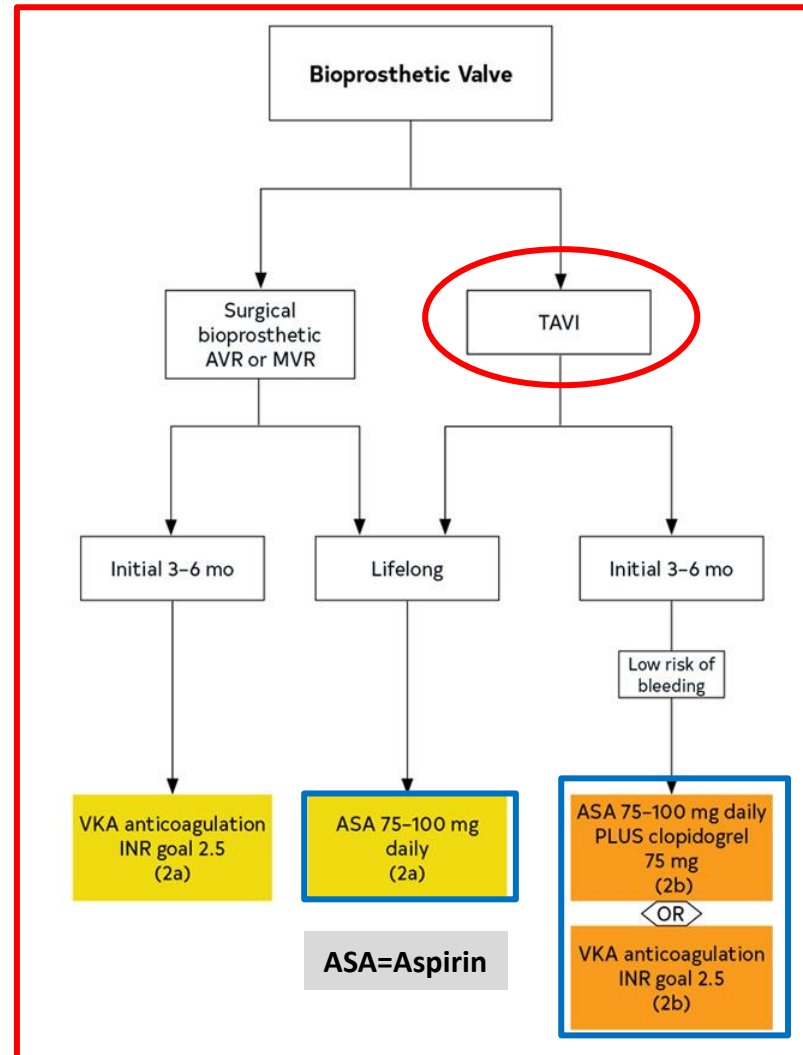 Bioprosthetic Valve
Surgical
bioprosthetic
AVR or MVR
TAVI
Initial 3–6 mo
Lifelong
Initial 3–6 mo
Low risk of
bleeding
VKA anticoagulation
INR goal 2.5
(2a)
ASA 75–100 mg
daily
(2a)
ASA 75–100 mg daily
PLUS clopidogrel
75 mg
(2b)
OR
VKA anticoagulation
INR goal 2.5
(2b)
ASA=Aspirin